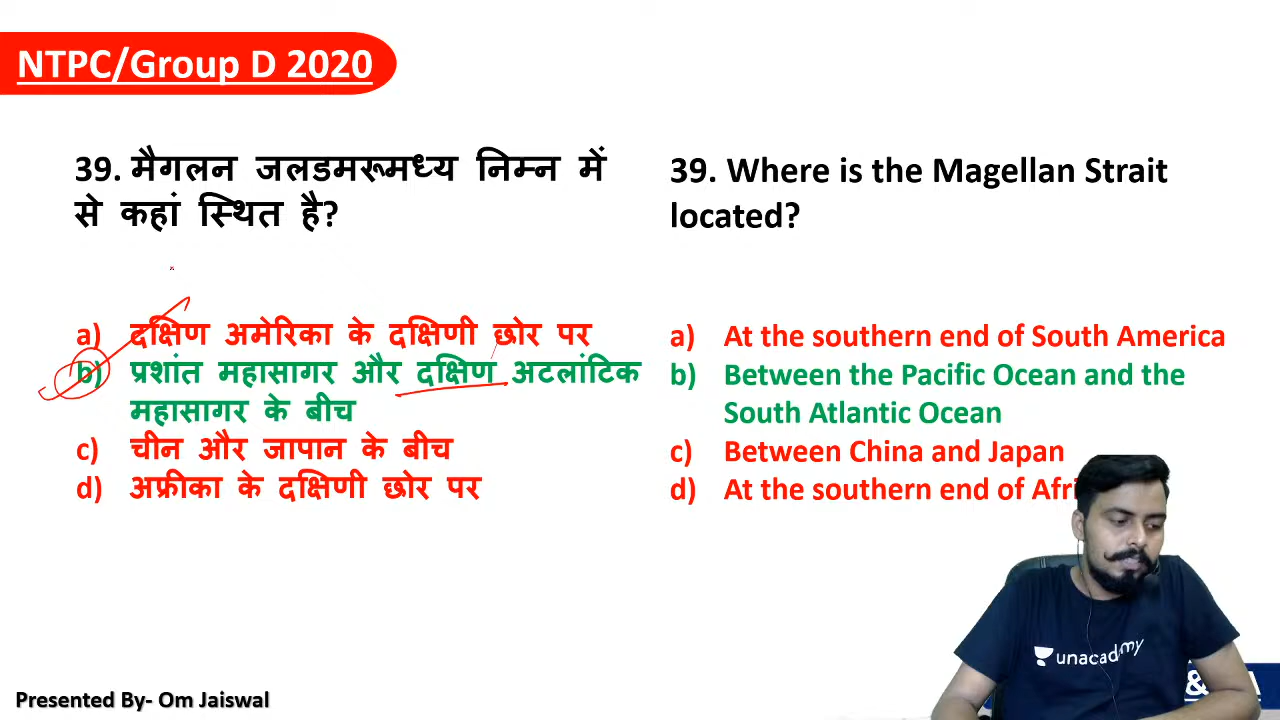 NTPC/Group D 2020
39. मैगलन जलडमरूमध्य निम्न में
से कहां स्थित है?
a) दक्षिण अमेरिका के दक्षिणी छोर पर
b) प्रशांत महासागर और दक्षिण अटलांटिक
महासागर के बीच
c) चीन और जापान के बीच
d) अफ्रीका के दक्षिणी छोर पर
39. Where is the Magellan Strait
located?
a) At the southern end of South America
b) Between the Pacific Ocean and the
South Atlantic Ocean
c) Between China and Japan
d) At the southern end of
unacademy
Presented By- Om Jaiswal